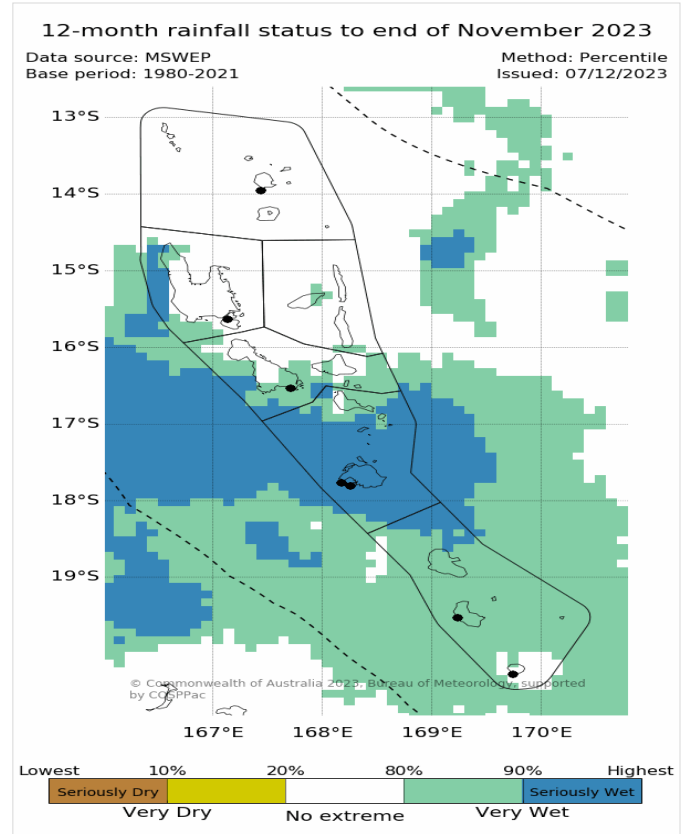 12-month rainfall status to end of November 2023
Data source: MSWEP
Method: Percentile
Base period: 1980-2021
Issued: 07/12/2023
13°S
14°S
15°S
16°S
17°S
18°S
19°S
© Commonwealth of Australia 2023, Bureau of Meteorology, supported
by COSPPac
167°E
168°E
169°E
170°E
Lowest
10%
20%
80%
90%
Highest
Seriously Dry
Seriously Wet
Very Dry
No extreme
Very Wet